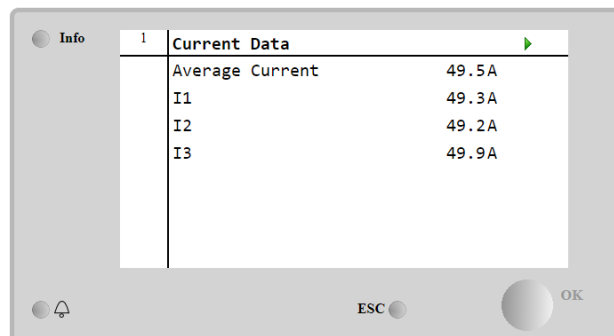 Info
1 Current Data
Average Current 49.5A
I1 49.3A
I2 49.2A
I3 49.9A
ESC
OK